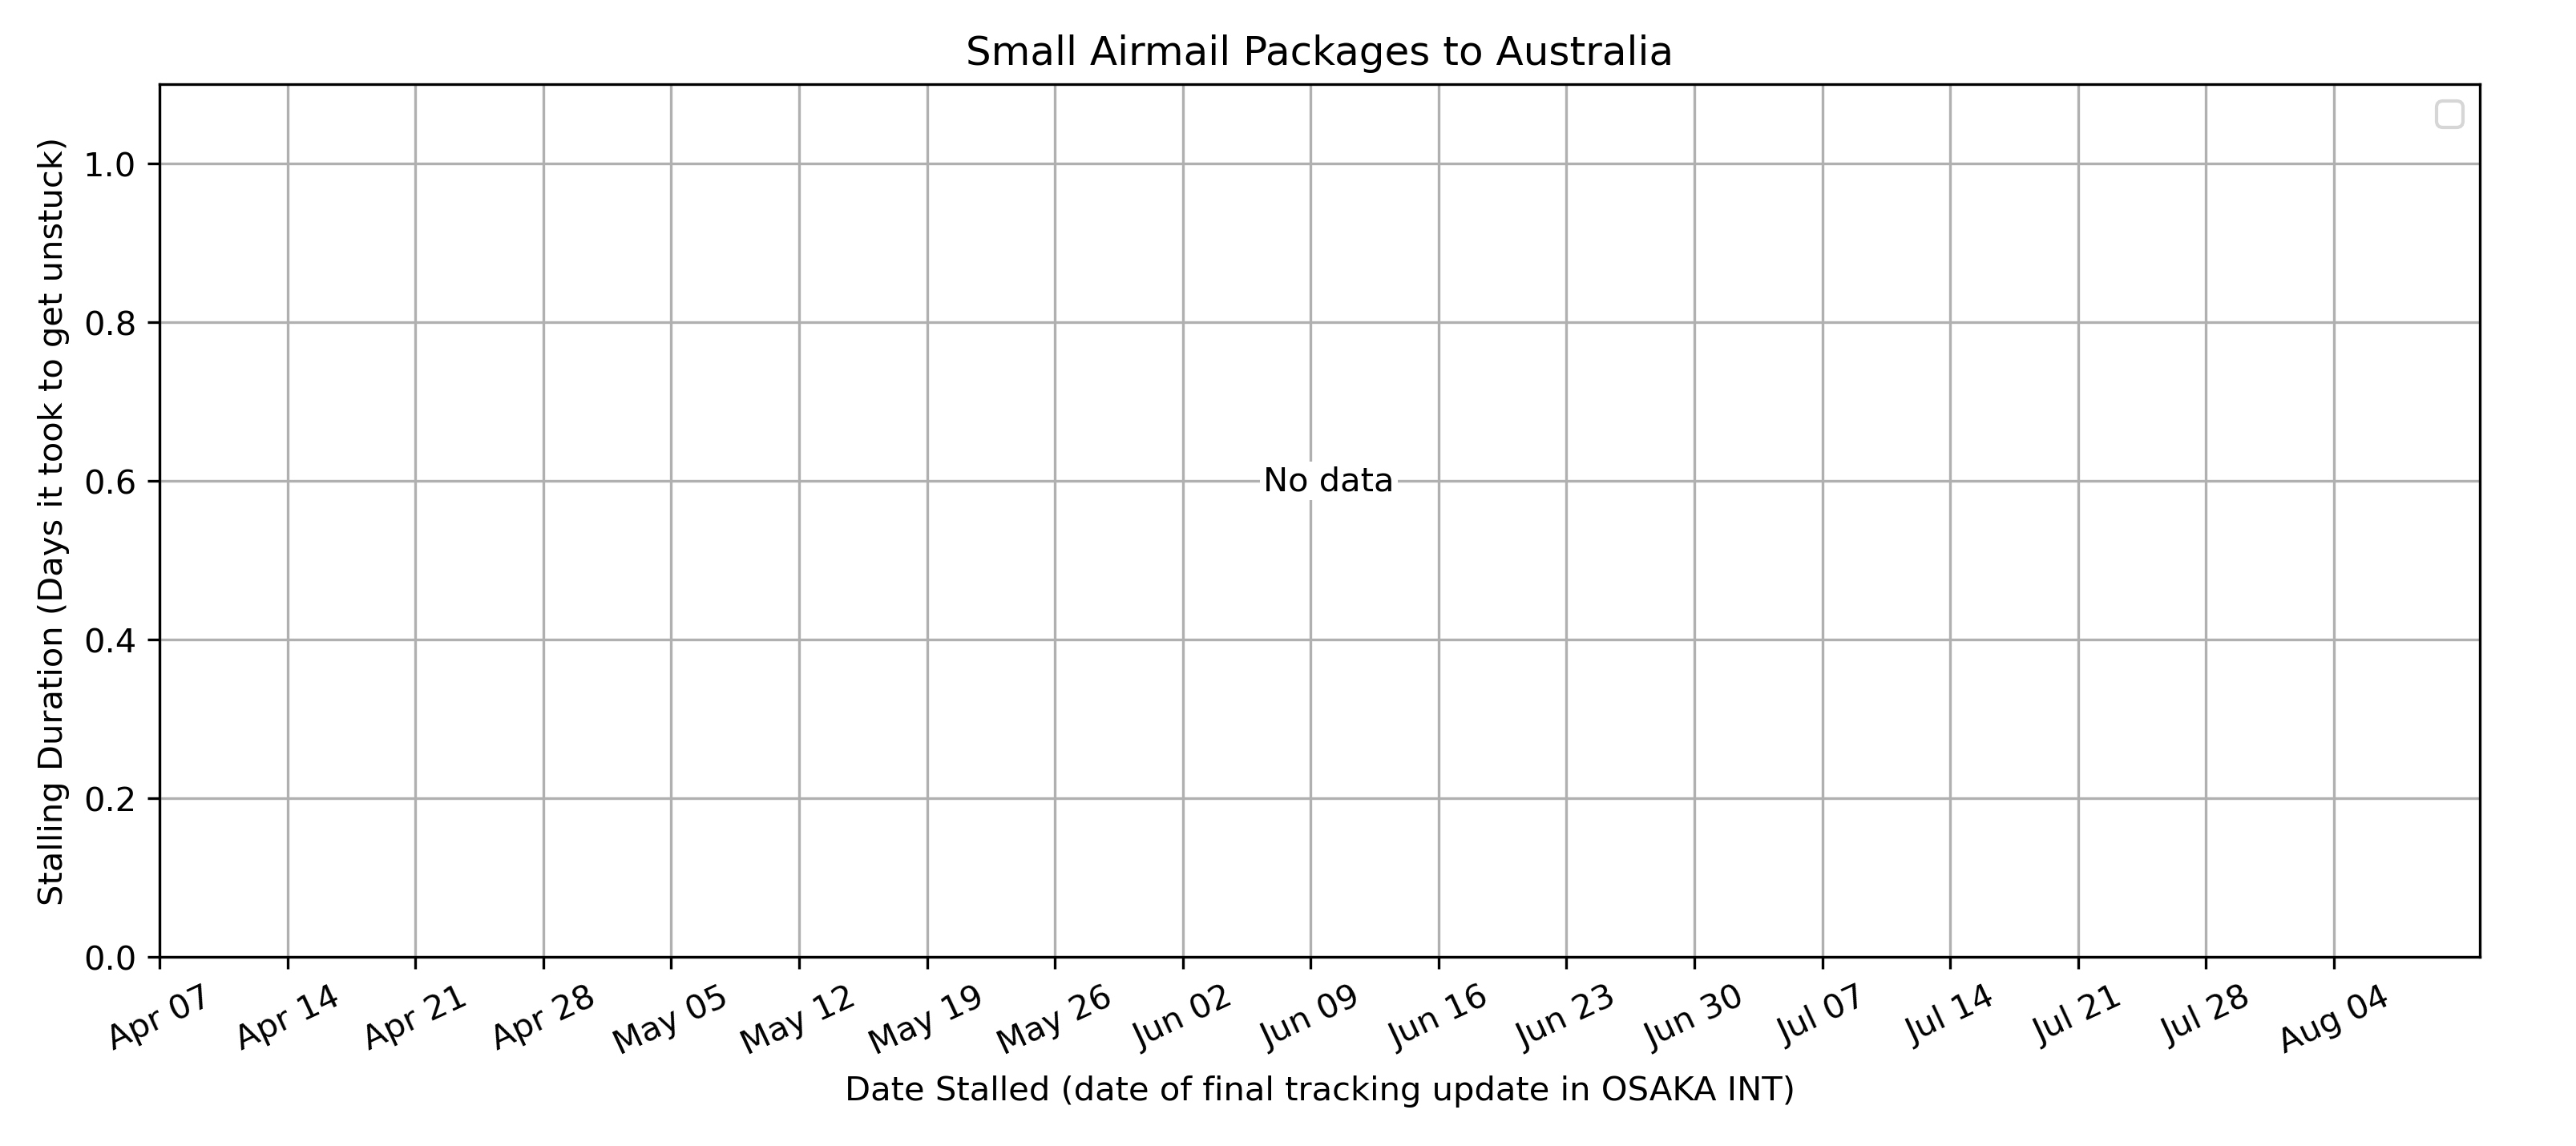 Small Airmail Packages to Australia
Stalling Duration (Days it took to get unstuck)
1.0
0.8
0.6
0.4
0.2
0.0
No data
Apr 07
Apr 14
Apr 21
Apr 28
May 05
May 12
May 19
May 26
Jun 02
Jun 09
Jun 16
Jun 23
Jun 30
Jul 07
Jul 14
Jul 21
Jul 28
Aug 04
Date Stalled (date of final tracking update in OSAKA INT)